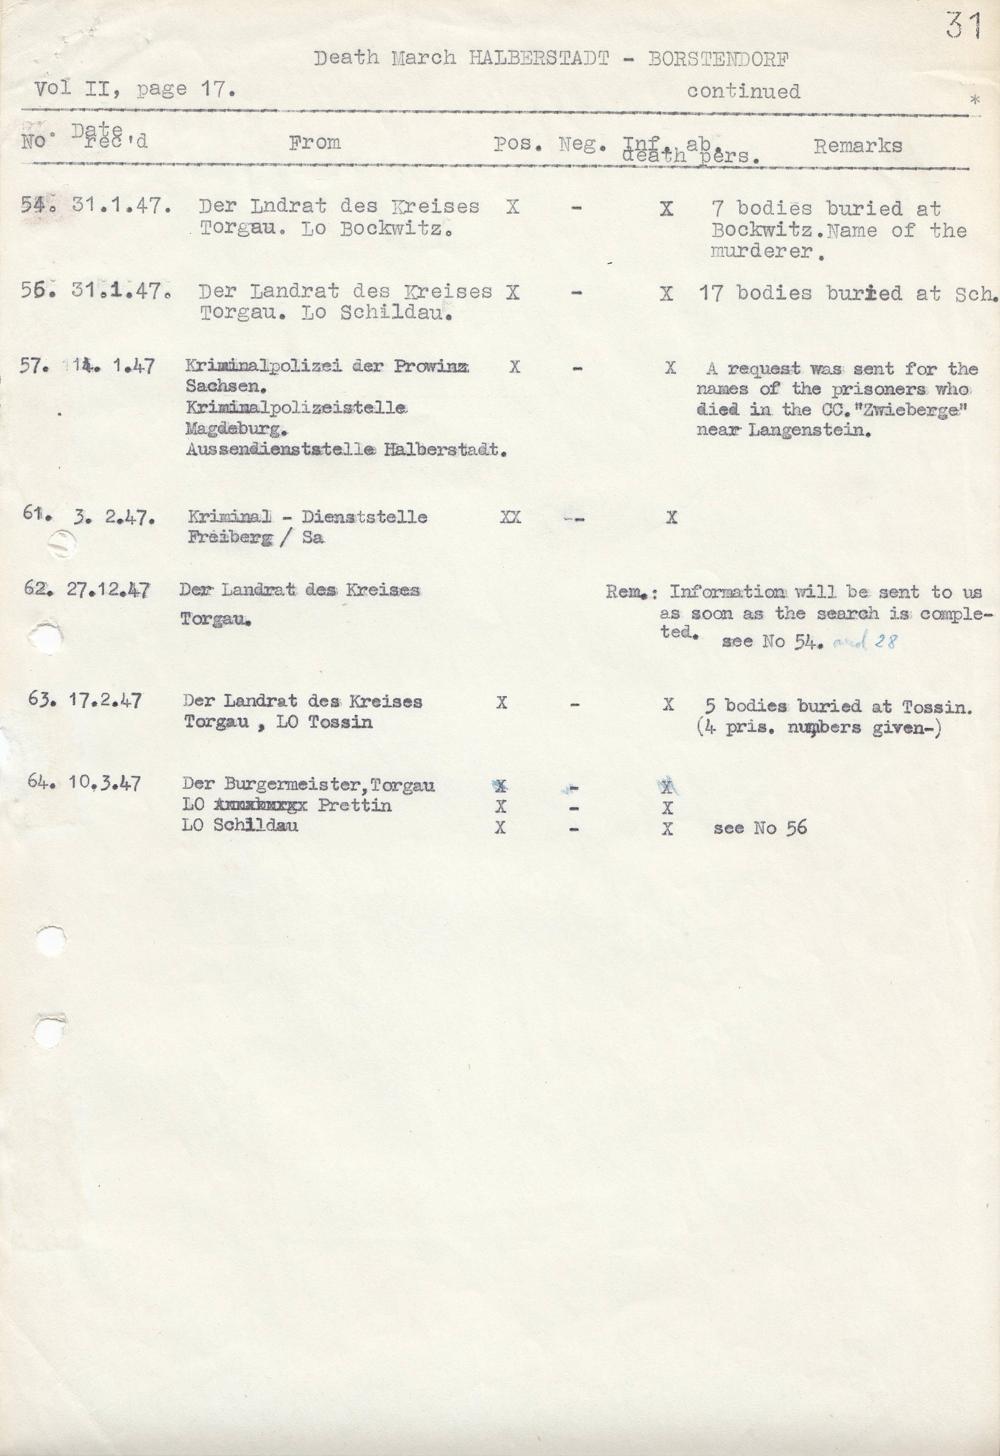 31
Death March HALBERSTADT - BORSTENDORF
Vol II, page 17.    continued
*
No. Date rec'd    From    Pos.  Neg.  Inf. ab. death pers.    Remarks
54. 31.1.47.  Der Lndrat des Kreises  X  -  X  7 bodies buried at
Torgau. Lo Bockwitz.  Bockwitz.Name of the
murderer.
56. 31.1.47.  Der Landrat des Kreises  X  -  X  17 bodies buried at Sch.
Torgau. Lo Schildau.
57. 14. 1.47  Kriminalpolizei der Prowinz  X  -  X  A request was sent for the
Sachsen.  names of the prisoners who
Kriminalpolizeistelle  died in the CC."Zwieberge"
Magdeburg.  near Langenstein.
Aussendienststelle Halberstadt.
61. 3. 2.47.  Kriminal - Dienststelle  XX  --  X
Freiberg / Sa
62. 27.12.47  Der Landrat des Kreises  Rem.: Information will be sent to us
Torgau.  as soon as the search is comple-
ted.  see No 54. and 28
63. 17.2.47  Der Landrat des Kreises  X  -  X  5 bodies buried at Tossin.
Torgau , LO Tossin  (4 pris. numbers given-)
64. 10.3.47  Der Burgermeister,Torgau  X  -  X
LO Prettin  X  -  X
LO Schildau  X  -  X  see No 56